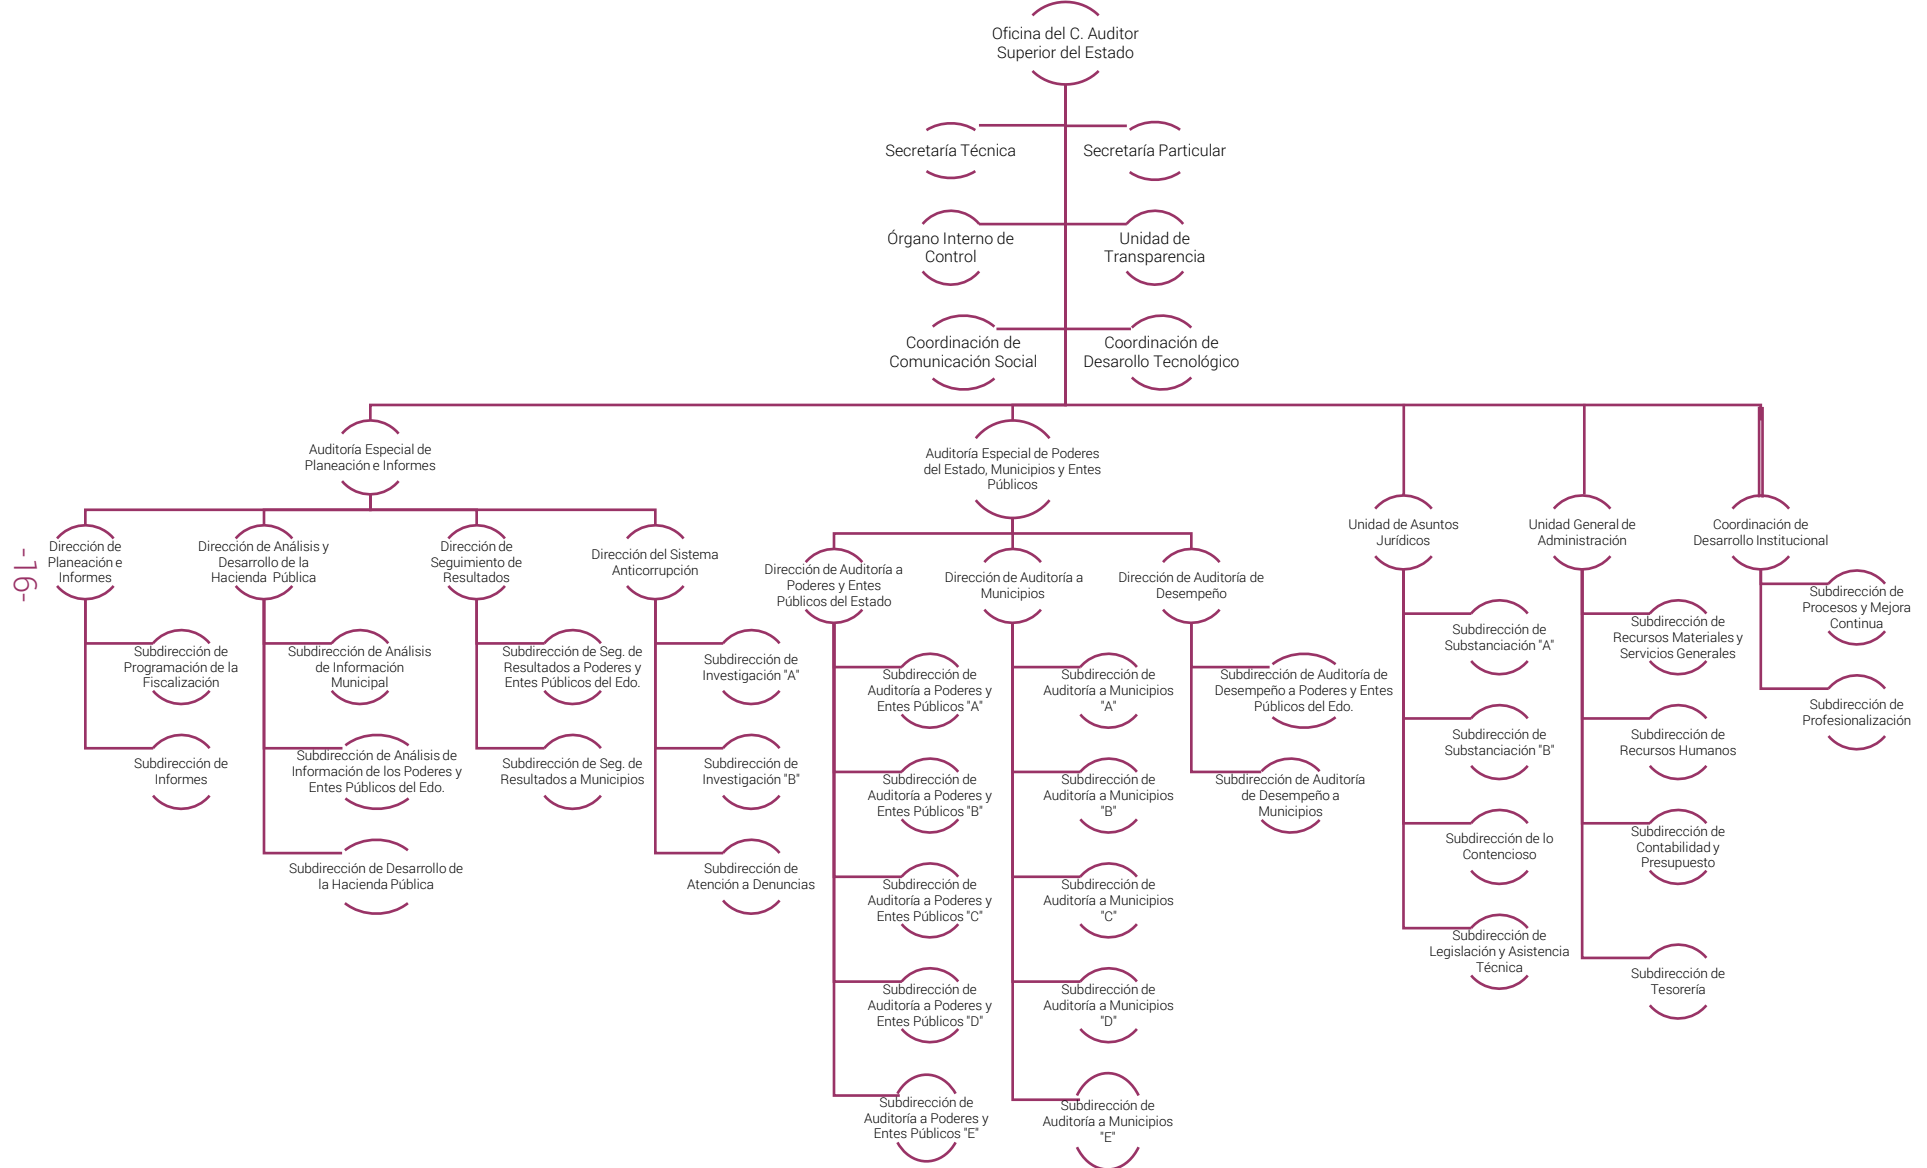 Oficina del C. Auditor
Superior del Estado
Secretaría Técnica
Secretaría Particular
Órgano Interno de
Control
Unidad de
Transparencia
Coordinación de
Comunicación Social
Coordinación de
Desarollo Tecnológico
Auditoría Especial de
Planeación e Informes
Auditoría Especial de Poderes
del Estado, Municipios y Entes
Públicos
Unidad de Asuntos
Jurídicos
Unidad General de
Administración
Coordinación de
Desarrollo Institucional
Dirección de
Planeación e
Informes
Dirección de Análisis y
Desarrollo de la
Hacienda Pública
Dirección de
Seguimiento de
Resultados
Dirección del Sistema
Anticorrupción
Dirección de Auditoría a
Poderes y Entes
Públicos del Estado
Dirección de Auditoría a
Municipios
Dirección de Auditoría de
Desempeño
Subdirección de
Programación de la
Fiscalización
Subdirección de
Informes
Subdirección de Análisis
de Información
Municipal
Subdirección de Análisis de
Información de los Poderes y
Entes Públicos del Edo.
Subdirección de Desarrollo de
la Hacienda Pública
Subdirección de Seg. de
Resultados a Poderes y
Entes Públicos del Edo.
Subdirección de Seg. de
Resultados a Municipios
Subdirección de
Investigación "A"
Subdirección de
Investigación "B"
Subdirección de
Atención a Denuncias
Subdirección de
Auditoría a Poderes y
Entes Públicos "A"
Subdirección de
Auditoría a Poderes y
Entes Públicos "B"
Subdirección de
Auditoría a Poderes y
Entes Públicos "C"
Subdirección de
Auditoría a Poderes y
Entes Públicos "D"
Subdirección de
Auditoría a Poderes y
Entes Públicos "E"
Subdirección de
Auditoría a Municipios
"A"
Subdirección de
Auditoría a Municipios
"B"
Subdirección de
Auditoría a Municipios
"C"
Subdirección de
Auditoría a Municipios
"D"
Subdirección de
Auditoría a Municipios
"E"
Subdirección de Auditoría de
Desempeño a Poderes y Entes
Públicos del Edo.
Subdirección de Auditoría
de Desempeño a
Municipios
Subdirección de
Substanciación "A"
Subdirección de
Substanciación "B"
Subdirección de lo
Contencioso
Subdirección de
Legislación y Asistencia
Técnica
Subdirección de
Recursos Materiales y
Servicios Generales
Subdirección de
Recursos Humanos
Subdirección de
Contabilidad y
Presupuesto
Subdirección de
Tesorería
Subdirección de
Procesos y Mejora
Continua
Subdirección de
Profesionalización
-16-